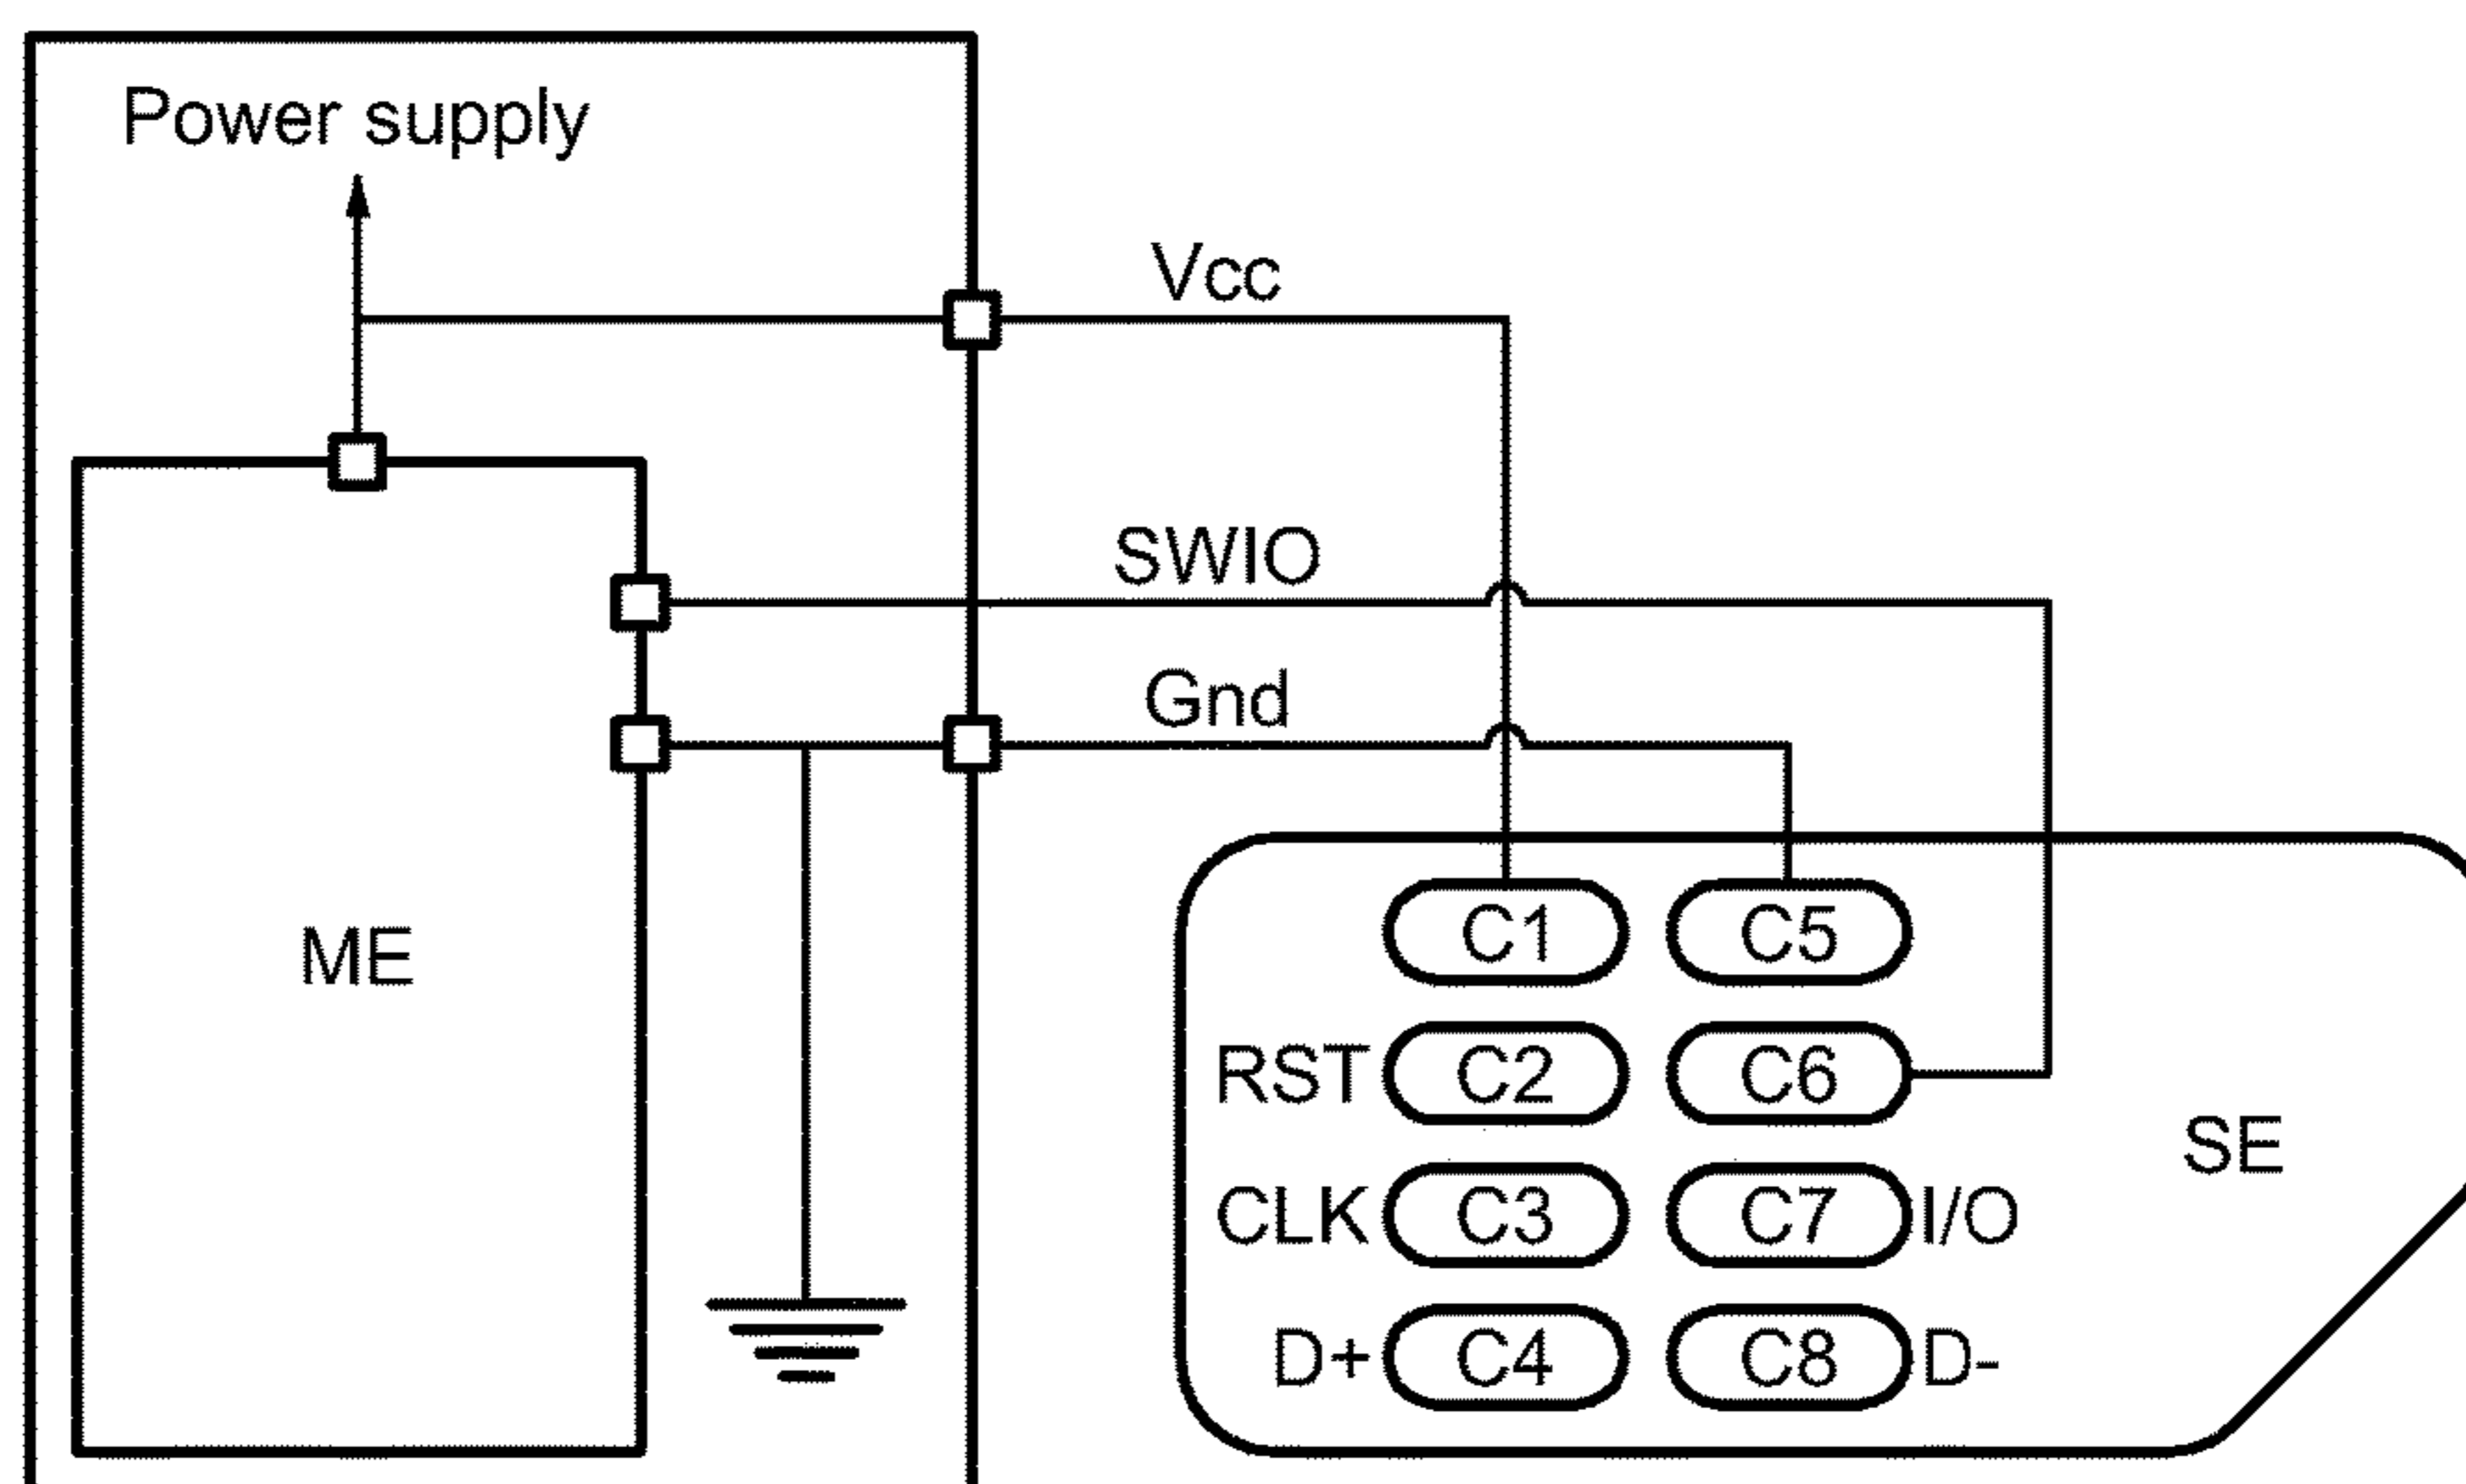 Power supply
Vcc
SWIO
Gnd
ME
C1 C5
RST C2 C6
SE
CLK C3 C7 I/O
D+ C4 C8 D-